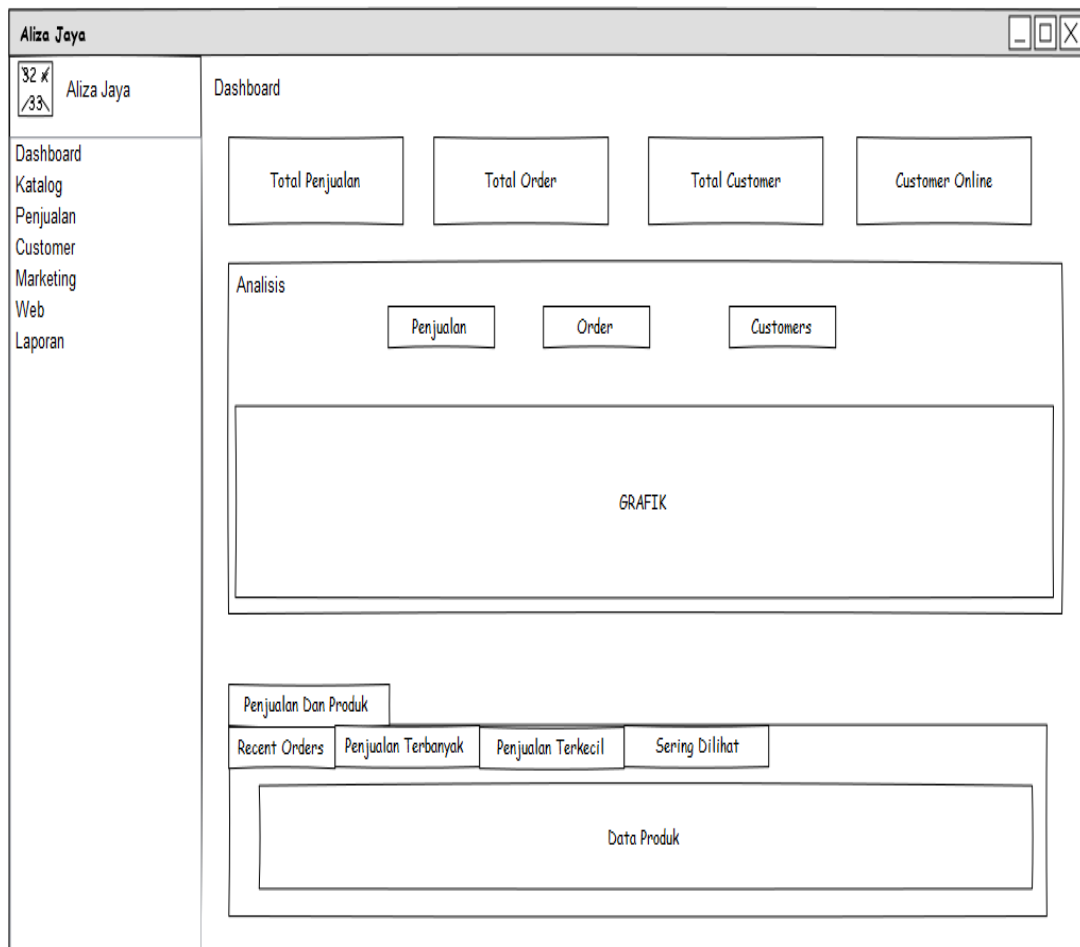 Aliza Jaya
32 x
33
Aliza Jaya
Dashboard
Katalog
Penjualan
Customer
Marketing
Web
Laporan
Dashboard
Total Penjualan
Total Order
Total Customer
Customer Online
Analisis
Penjualan
Order
Customers
GRAFIK
Penjualan Dan Produk
Recent Orders
Penjualan Terbanyak
Penjualan Terkecil
Sering Dilihat
Data Produk